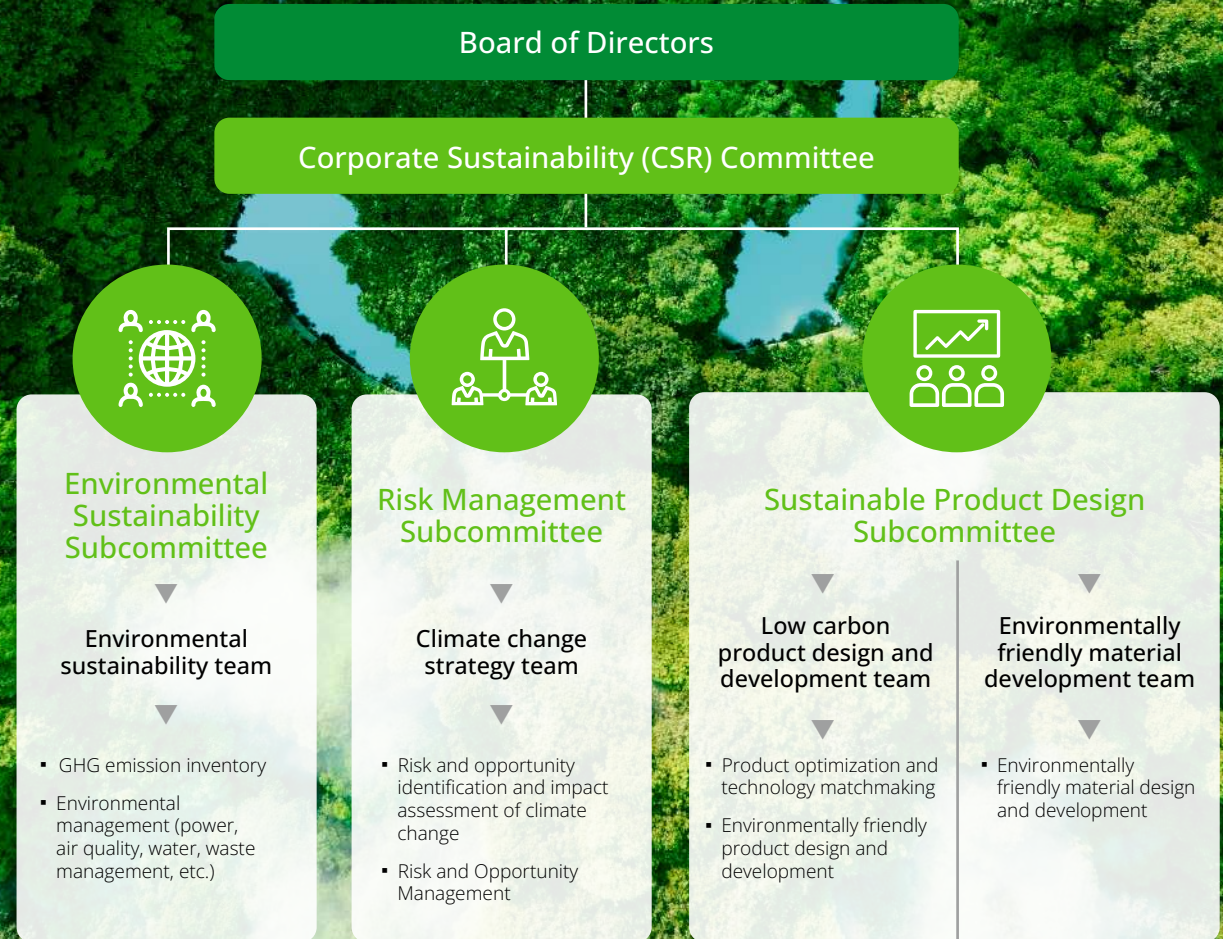 Board of Directors
Corporate Sustainability (CSR) Committee
Environmental
Sustainability
Subcommittee
Environmental
sustainability team
▪ GHG emission inventory
▪ Environmental
management (power,
air quality, water, waste
management, etc.)
Risk Management
Subcommittee
Climate change
strategy team
▪ Risk and opportunity
identification and impact
assessment of climate
change
▪ Risk and Opportunity
Management
Sustainable Product Design
Subcommittee
Low carbon
product design and
development team
▪ Product optimization and
technology matchmaking
▪ Environmentally friendly
product design and
development
Environmentally
friendly material
development team
▪ Environmentally
friendly material design
and development